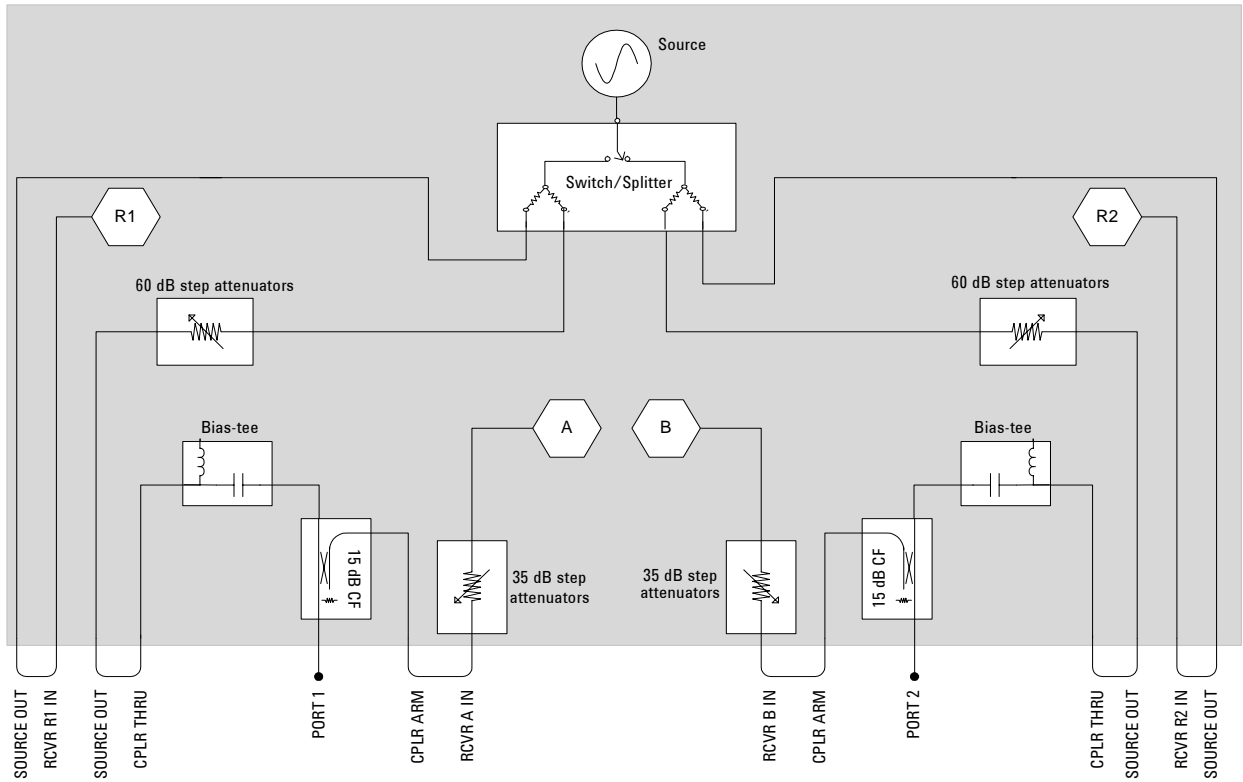 Source
Switch/Splitter
R1
R2
60 dB step attenuators
60 dB step attenuators
A
B
Bias-tee
Bias-tee
15 dB CF
35 dB step
attenuators
35 dB step
attenuators
15 dB CF
SOURCE OUT
RCVR R1 IN
SOURCE OUT
CPLR THRU
PORT 1
CPLR ARM
RCVR A IN
RCVR B IN
CPLR ARM
PORT 2
CPLR THRU
SOURCE OUT
RCVR R2 IN
SOURCE OUT